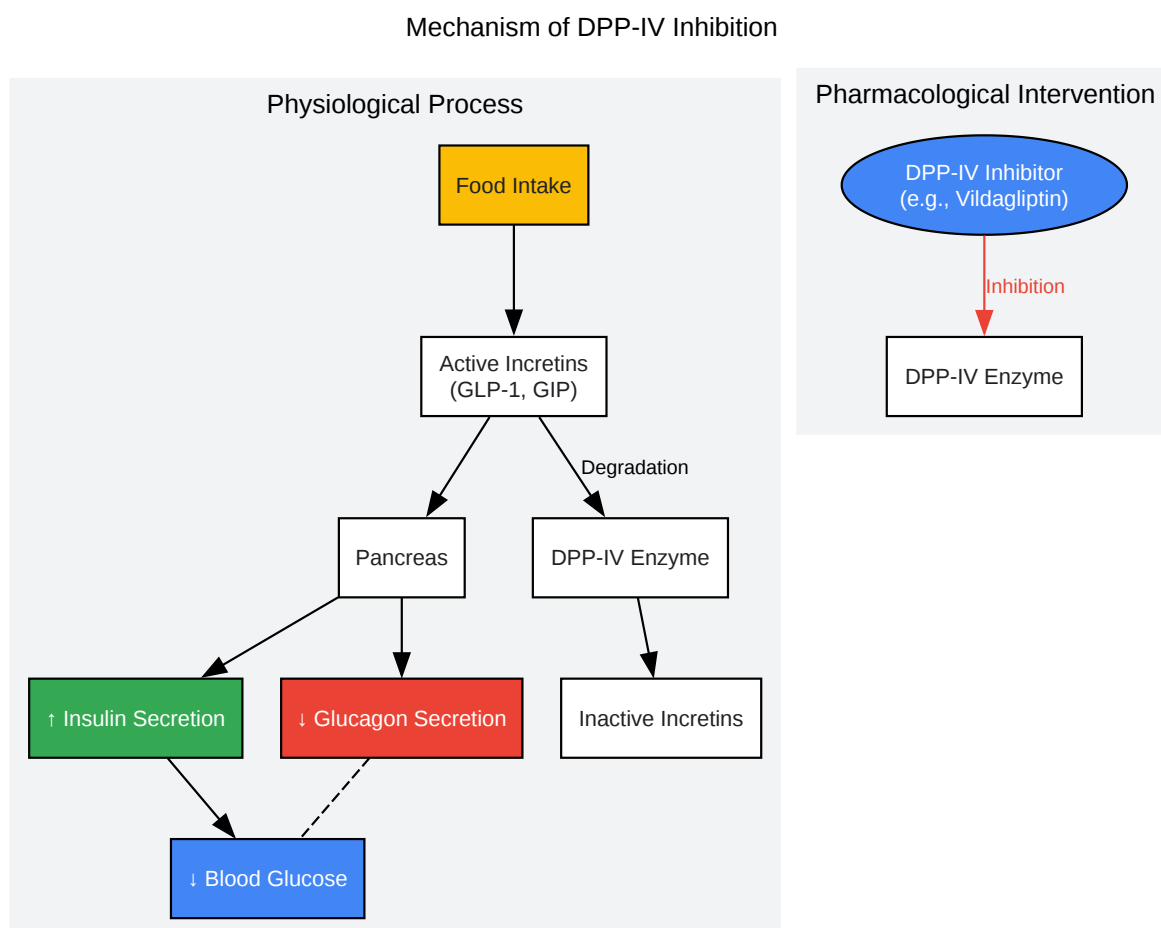 Mechanism of DPP-IV Inhibition
Physiological Process
Food Intake
Active Incretins
(GLP-1, GIP)
Degradation
Pancreas
DPP-IV Enzyme
↑ Insulin Secretion
↓ Glucagon Secretion
Inactive Incretins
↓ Blood Glucose
Pharmacological Intervention
DPP-IV Inhibitor
(e.g., Vildagliptin)
Inhibition
DPP-IV Enzyme